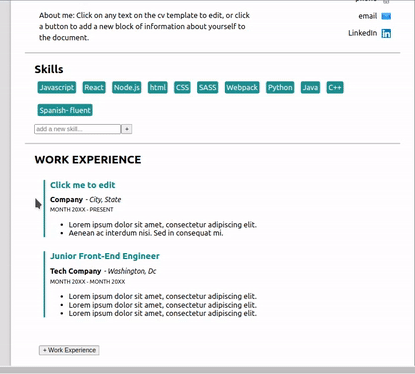 About me: Click on any text on the cv template to edit, or click
a button to add a new block of information about yourself to
the document.
email
LinkedIn
Skills
Javascript React Node.js html CSS SASS Webpack Python Java C++
Spanish- fluent
add a new skill... +
WORK EXPERIENCE
Click me to edit
Company - City, State
MONTH 20XX - PRESENT
• Lorem ipsum dolor sit amet, consectetur adipiscing elit.
• Aenean ac interdum nisi. Sed in consequat mi.
Junior Front-End Engineer
Tech Company - Washington, Dc
MONTH 20XX - MONTH 20XX
• Lorem ipsum dolor sit amet, consectetur adipiscing elit.
• Lorem ipsum dolor sit amet, consectetur adipiscing elit.
• Lorem ipsum dolor sit amet, consectetur adipiscing elit.
+ Work Experience